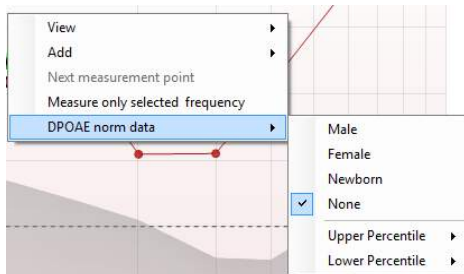 View
Add
Next measurement point
Measure only selected frequency
DPOAE norm data
Male
Female
Newborn
None
Upper Percentile
Lower Percentile